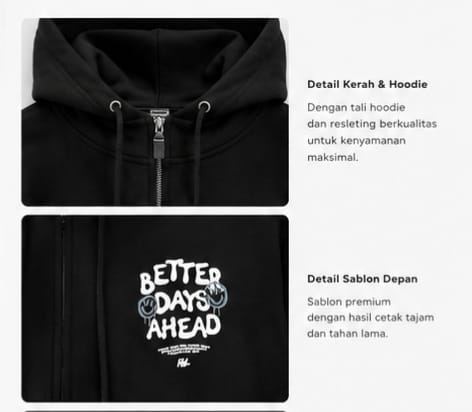 Detail Kerah & Hoodie
Dengan tali hoodie
dan resleting berkualitas
untuk kenyamanan
maksimal.
BETTER
DAYS
AHEAD
Detail Sablon Depan
Sablon premium
dengan hasil cetak tajam
dan tahan lama.